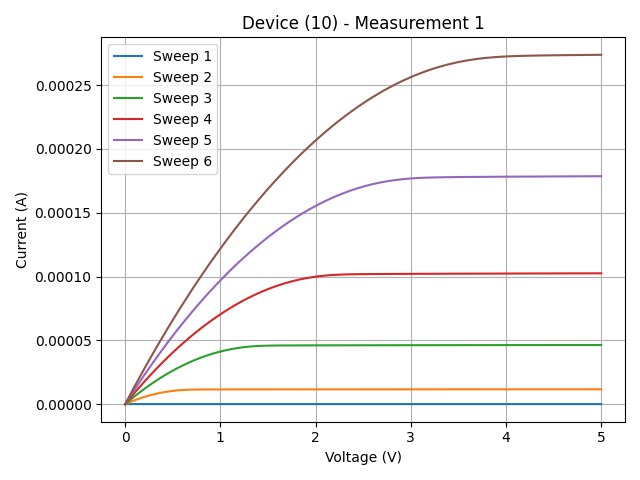 Device (10) - Measurement 1
Sweep 1
Sweep 2
Sweep 3
Sweep 4
Sweep 5
Sweep 6
0.00025
0.00020
0.00015
0.00010
0.00005
0.00000
Current (A)
0 1 2 3 4 5
Voltage (V)